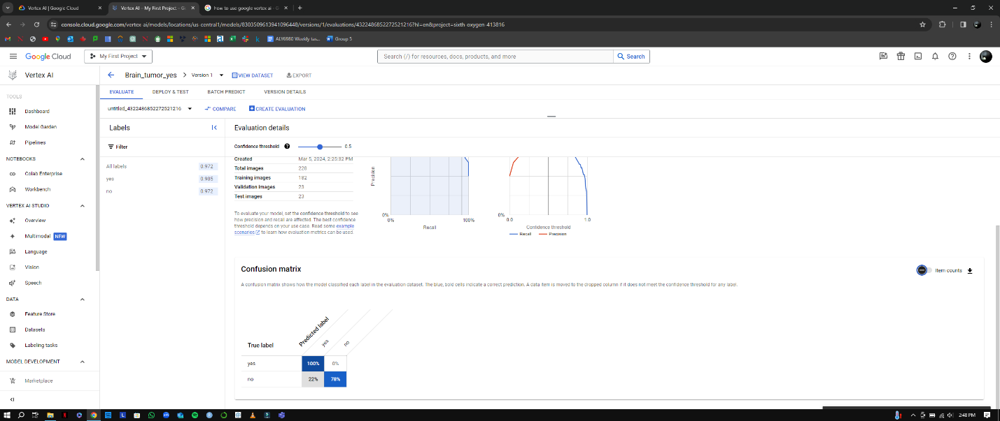 Vertex AI | Google Cloud
Vertex AI – My First Project – G
how to use google vertex ai - G
console.cloud.google.com/vertex-ai/models/locations/us-central1/models/8303509613941096448/versions/1/evaluations/4322486852272521216?hl=en&project=sixth-oxygen-413816
ALY6980 Weekly tas...
Group 5
Google Cloud
My First Project
Search (/) for resources, docs, products, and more
Search
Vertex AI
Brain_tumor_yes
Version 1
VIEW DATASET
EXPORT
EVALUATE
DEPLOY & TEST
BATCH PREDICT
VERSION DETAILS
untitled_4322486852272521216
COMPARE
CREATE EVALUATION
TOOLS
Dashboard
Model Garden
Pipelines
NOTEBOOKS
Colab Enterprise
Workbench
VERTEX AI STUDIO
Overview
Multimodal NEW
Language
Vision
Speech
DATA
Feature Store
Datasets
Labeling tasks
MODEL DEVELOPMENT
Marketplace
Labels
Filter
All labels 0.972
yes 0.985
no 0.972
Evaluation details
Confidence threshold 0.5
Created Mar 5, 2024, 2:25:32 PM
Total images 228
Training images 182
Validation images 23
Test images 23
To evaluate your model, set the confidence threshold to see
how precision and recall are affected. The best confidence
threshold depends on your use case. Read some example
scenarios to learn how evaluation metrics can be used.
Precision
0%
0% 100%
Recall
0%
0.0 1.0
Confidence threshold
Recall Precision
Confusion matrix
Item counts
A confusion matrix shows how the model classified each label in the evaluation dataset. The blue, bold cells indicate a correct prediction. A data item is moved to the dropped column if it does not meet the confidence threshold for any label.
Predicted label
yes
no
True label
yes 100% 0%
no 22% 78%
2:48 PM